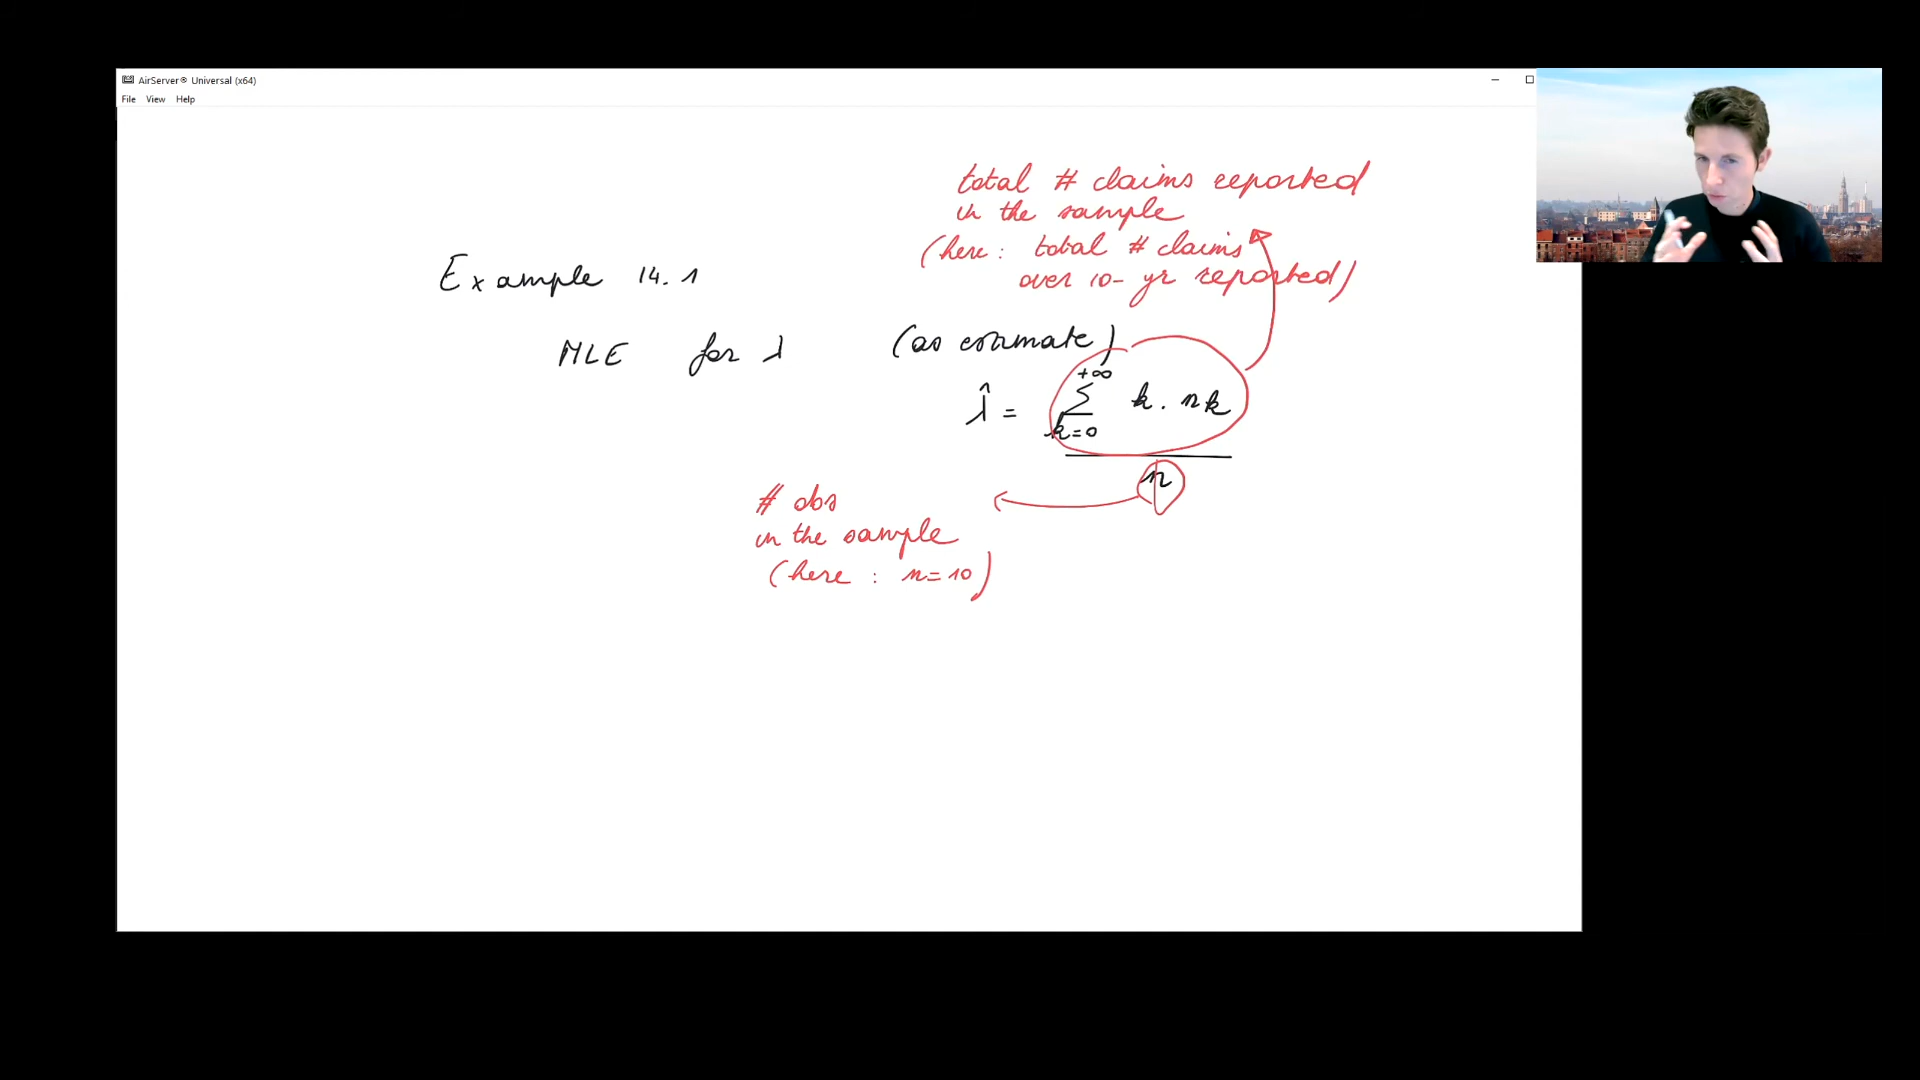 AirServer® Universal (x64)
File View Help
total # claims reported
in the sample
(here : total # claims
over 10-yr reported)
Example 14.1
MLE for λ (as estimate)
λ̂ = 
+∞
∑ k. nk
k=0
n
# obs
in the sample
(here : n=10)